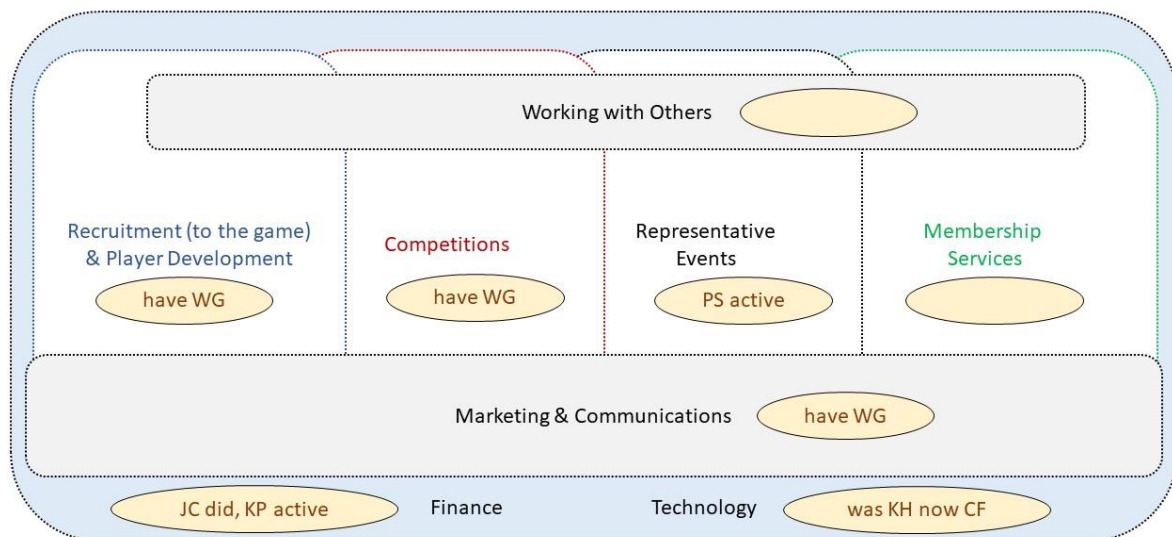 Working with Others
Recruitment (to the game)
& Player Development
have WG
Competitions
have WG
Representative
Events
PS active
Membership
Services
Marketing & Communications
have WG
JC did, KP active
Finance
Technology
was KH now CF